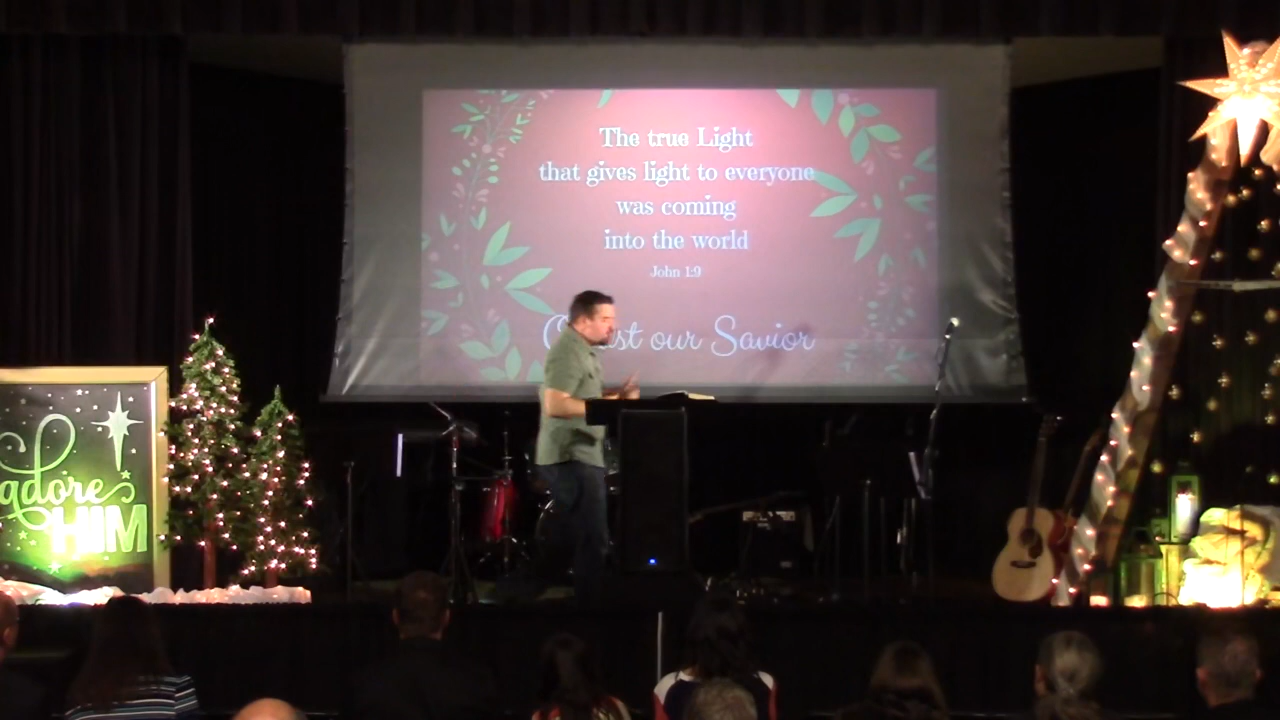 The true Light
that gives light to everyone
was coming
into the world
John 1:9
our Savior
adore
HIM